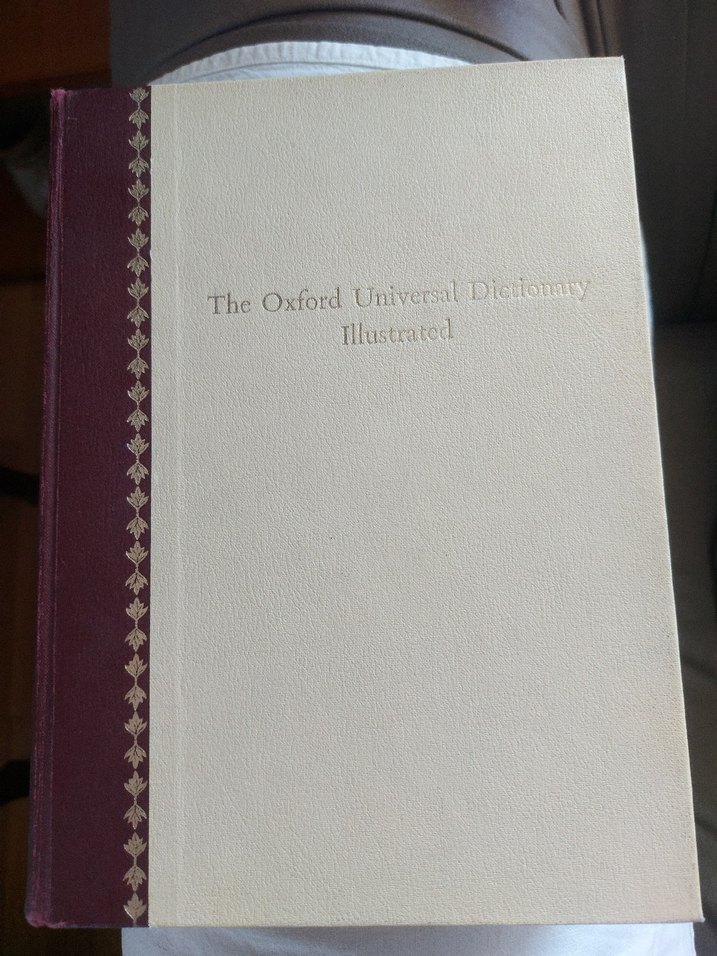 The Oxford Universal Dictionary
Illustrated